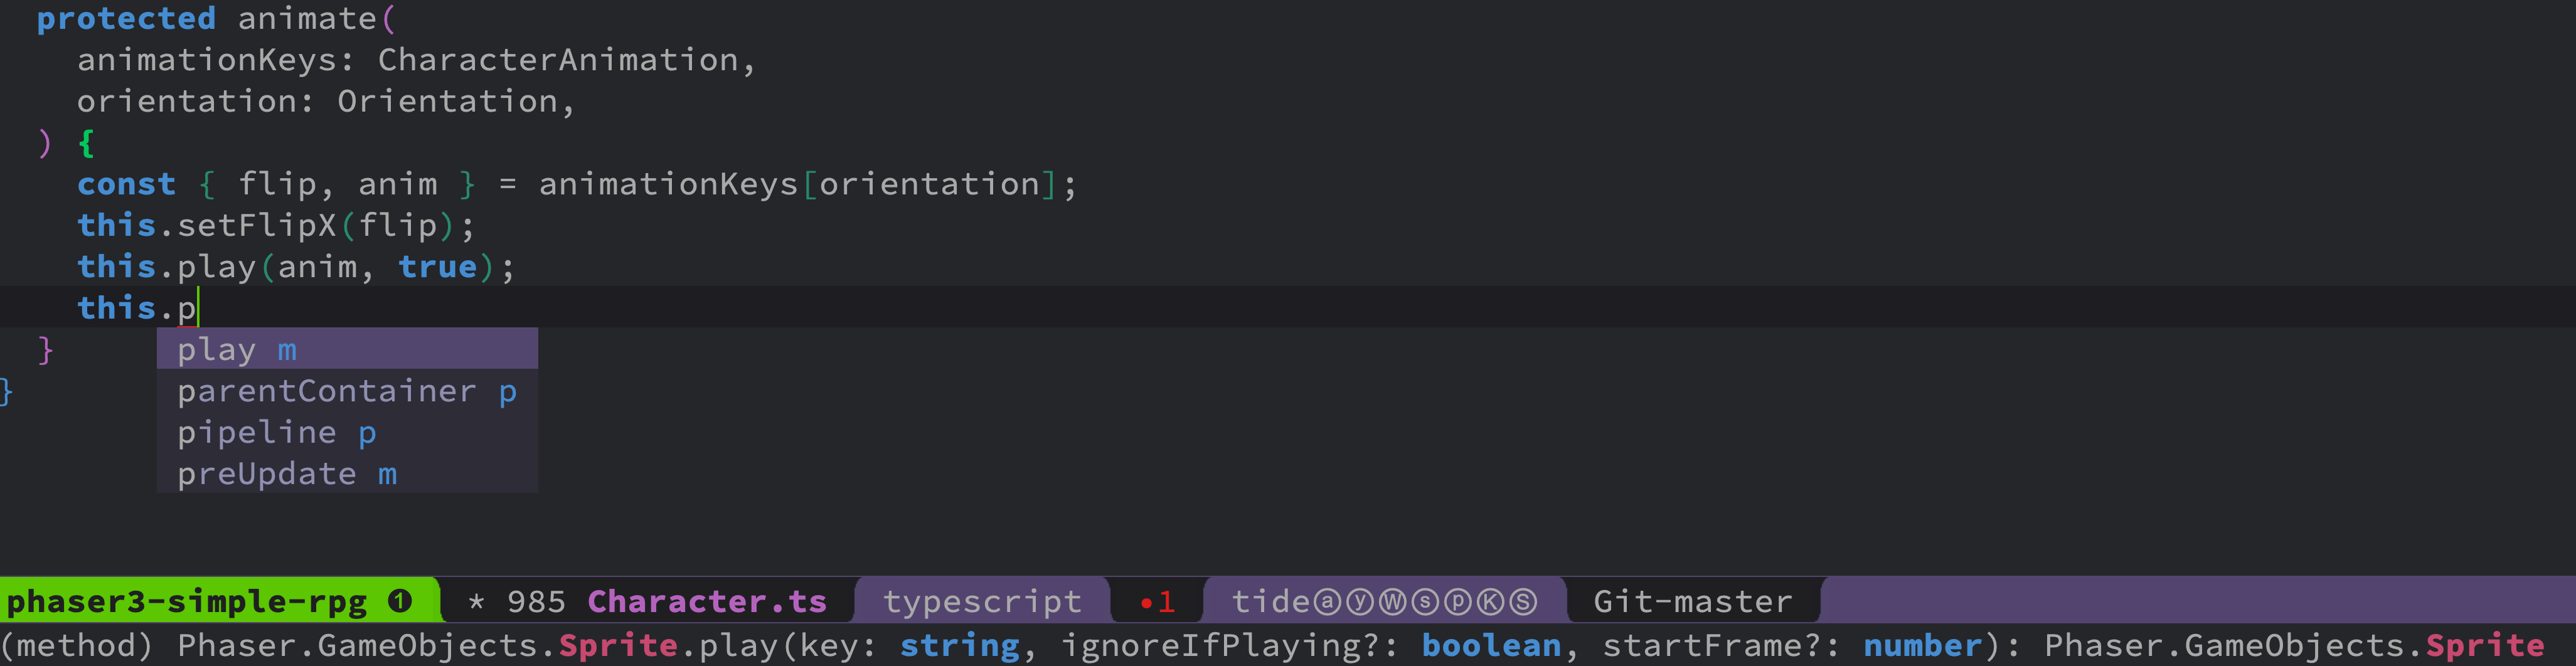 protected animate(
animationKeys: CharacterAnimation,
orientation: Orientation,
) {
const { flip, anim } = animationKeys[orientation];
this.setFlipX(flip);
this.play(anim, true);
this.p
play m
}
parentContainer p
}
pipeline p
preUpdate m
phaser3-simple-rpg ❶ * 985 Character.ts typescript •1 tideⓐⓨⓌⓢⓟⓀⓈ Git-master
(method) Phaser.GameObjects.Sprite.play(key: string, ignoreIfPlaying?: boolean, startFrame?: number): Phaser.GameObjects.Sprite